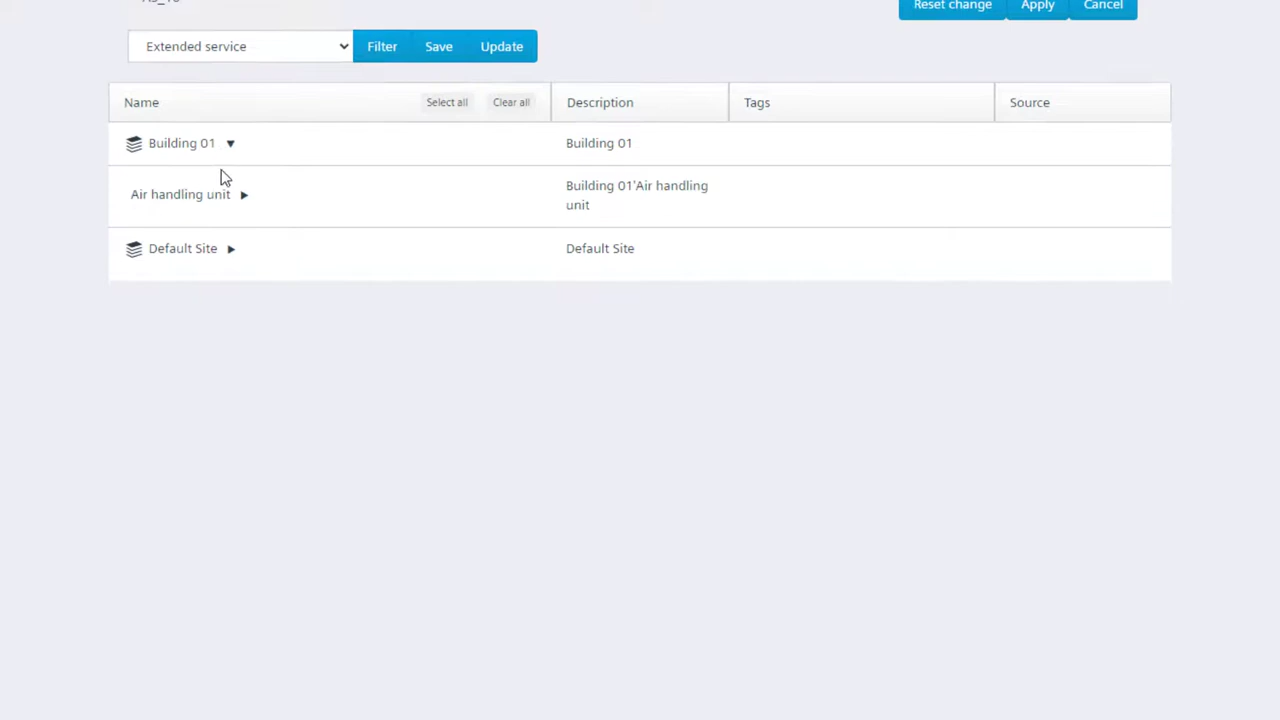 Reset change Apply Cancel
Extended service Filter Save Update
Name Select all Clear all Description Tags Source
Building 01 Building 01
Air handling unit Building 01'Air handling
unit
Default Site Default Site